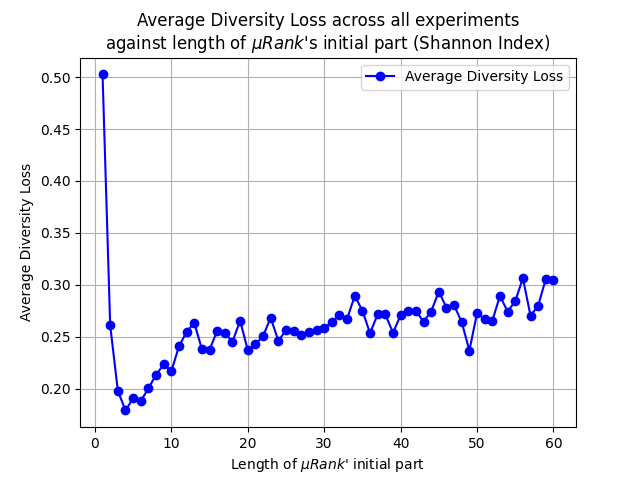 Average Diversity Loss across all experiments
against length of μRank's initial part (Shannon Index)
Average Diversity Loss
Average Diversity Loss
0.50
0.45
0.40
0.35
0.30
0.25
0.20
0 10 20 30 40 50 60
Length of μRank' initial part